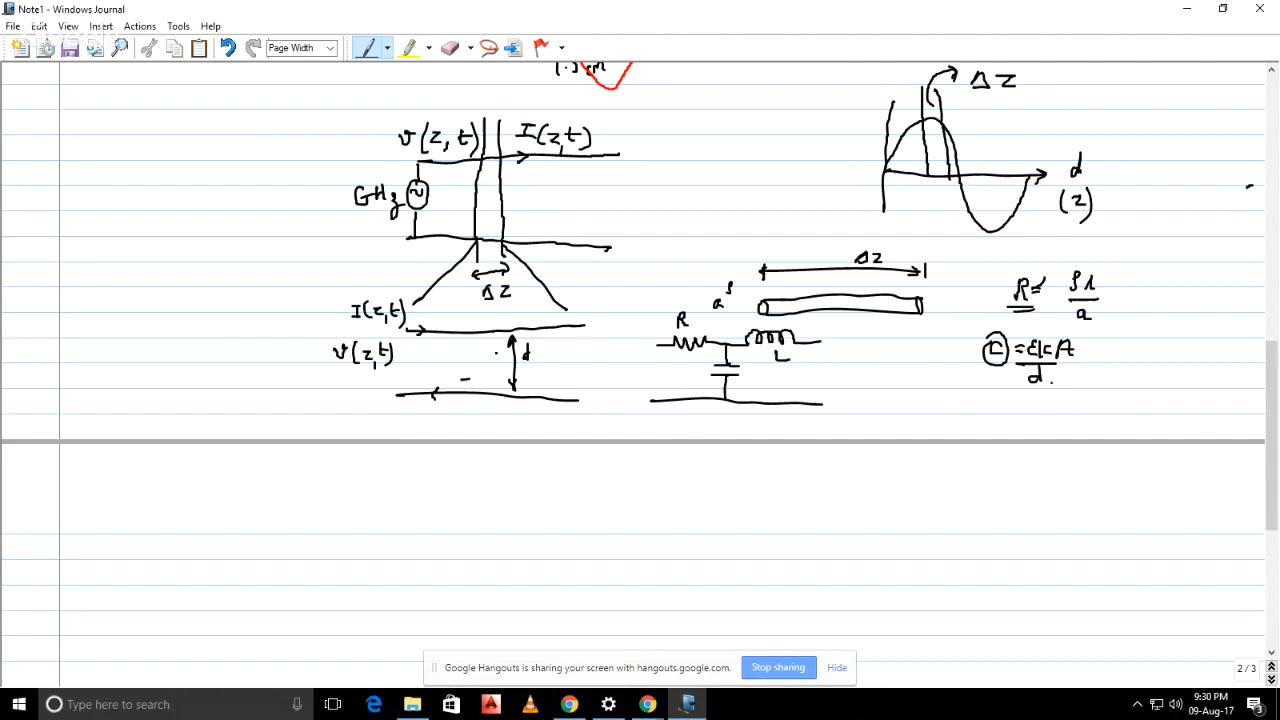 Note1 - Windows Journal
File Edit View Insert Actions Tools Help
Page Width
ΔZ
V(z, t) I(z,t)
GHz
d
(z)
ΔZ
ΔZ
I(z,t)
V(z,t)
d
a ρ
R
L
R = ρl/a
C = εA/d.
2 / 3
Google Hangouts is sharing your screen with hangouts.google.com. Stop sharing Hide
Type here to search
9:30 PM
09-Aug-17